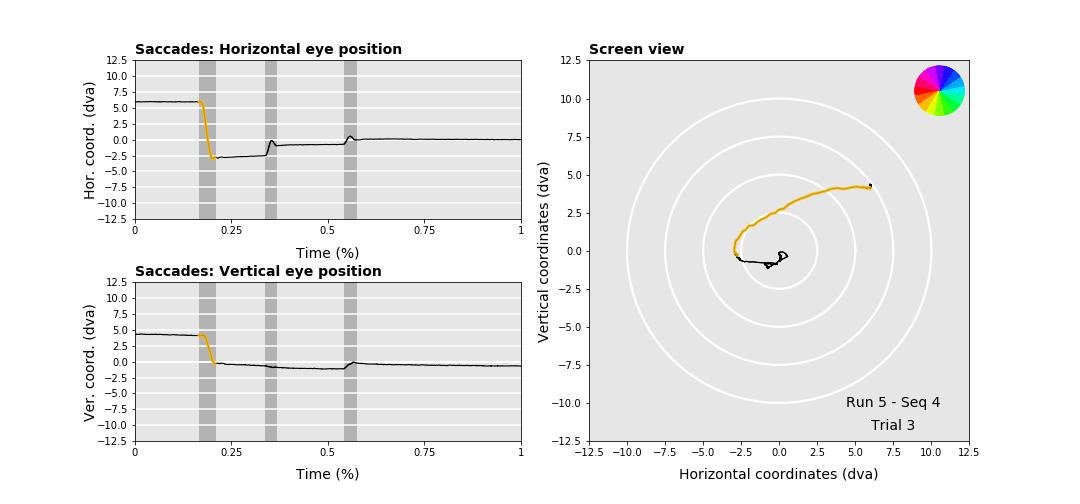 Saccades: Horizontal eye position
12.5
10.0
7.5
5.0
2.5
0.0
−2.5
−5.0
−7.5
−10.0
−12.5
Hor. coord. (dva)
0 0.25 0.5 0.75 1
Time (%)
Saccades: Vertical eye position
12.5
10.0
7.5
5.0
2.5
0.0
−2.5
−5.0
−7.5
−10.0
−12.5
Ver. coord. (dva)
0 0.25 0.5 0.75 1
Time (%)
Screen view
12.5
10.0
7.5
5.0
2.5
0.0
−2.5
−5.0
−7.5
−10.0
−12.5
Vertical coordinates (dva)
Run 5 - Seq 4
Trial 3
−12.5 −10.0 −7.5 −5.0 −2.5 0.0 2.5 5.0 7.5 10.0 12.5
Horizontal coordinates (dva)